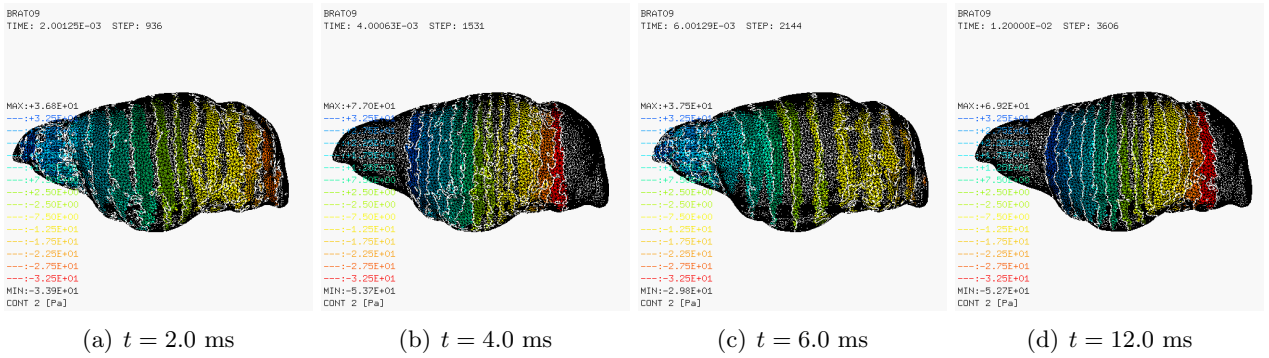 BRATO9
TIME: 2.00125E-03 STEP: 936
MAX:+3.68E+01
---:+3.25E+01
---:+2.50E+00
---:-2.50E+00
---:-7.50E+00
---:-1.25E+01
---:-1.75E+01
---:-2.25E+01
---:-2.75E+01
---:-3.25E+01
MIN:-3.39E+01
CONT 2 [Pa]
(a) t = 2.0 ms
BRATO9
TIME: 4.00063E-03 STEP: 1531
MAX:+7.70E+01
---:+3.25E+01
---:+2.50E+00
---:-2.50E+00
---:-7.50E+00
---:-1.25E+01
---:-1.75E+01
---:-2.25E+01
---:-2.75E+01
---:-3.25E+01
MIN:-5.37E+01
CONT 2 [Pa]
(b) t = 4.0 ms
BRATO9
TIME: 6.00129E-03 STEP: 2144
MAX:+3.75E+01
---:+3.25E+01
---:+2.50E+00
---:-2.50E+00
---:-7.50E+00
---:-1.25E+01
---:-1.75E+01
---:-2.25E+01
---:-2.75E+01
---:-3.25E+01
MIN:-2.98E+01
CONT 2 [Pa]
(c) t = 6.0 ms
BRATO9
TIME: 1.20000E-02 STEP: 3606
MAX:+6.92E+01
---:+3.25E+01
---:+2.50E+00
---:-2.50E+00
---:-7.50E+00
---:-1.25E+01
---:-1.75E+01
---:-2.25E+01
---:-2.75E+01
---:-3.25E+01
MIN:-5.27E+01
CONT 2 [Pa]
(d) t = 12.0 ms